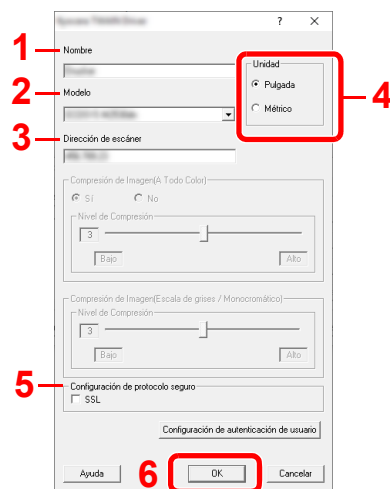 ? ×
1 Nombre
Unidad
Pulgada
2 Modelo
Métrico
4
3 Dirección de escáner
Compresión de Imagen(A Todo Color)
Sí No
Nivel de Compresión
3
Bajo Alto
Compresión de Imagen(Escala de grises / Monocromático)
Nivel de Compresión
3
Bajo Alto
5 Configuración de protocolo seguro
SSL
Configuración de autenticación de usuario
Ayuda 6 OK Cancelar